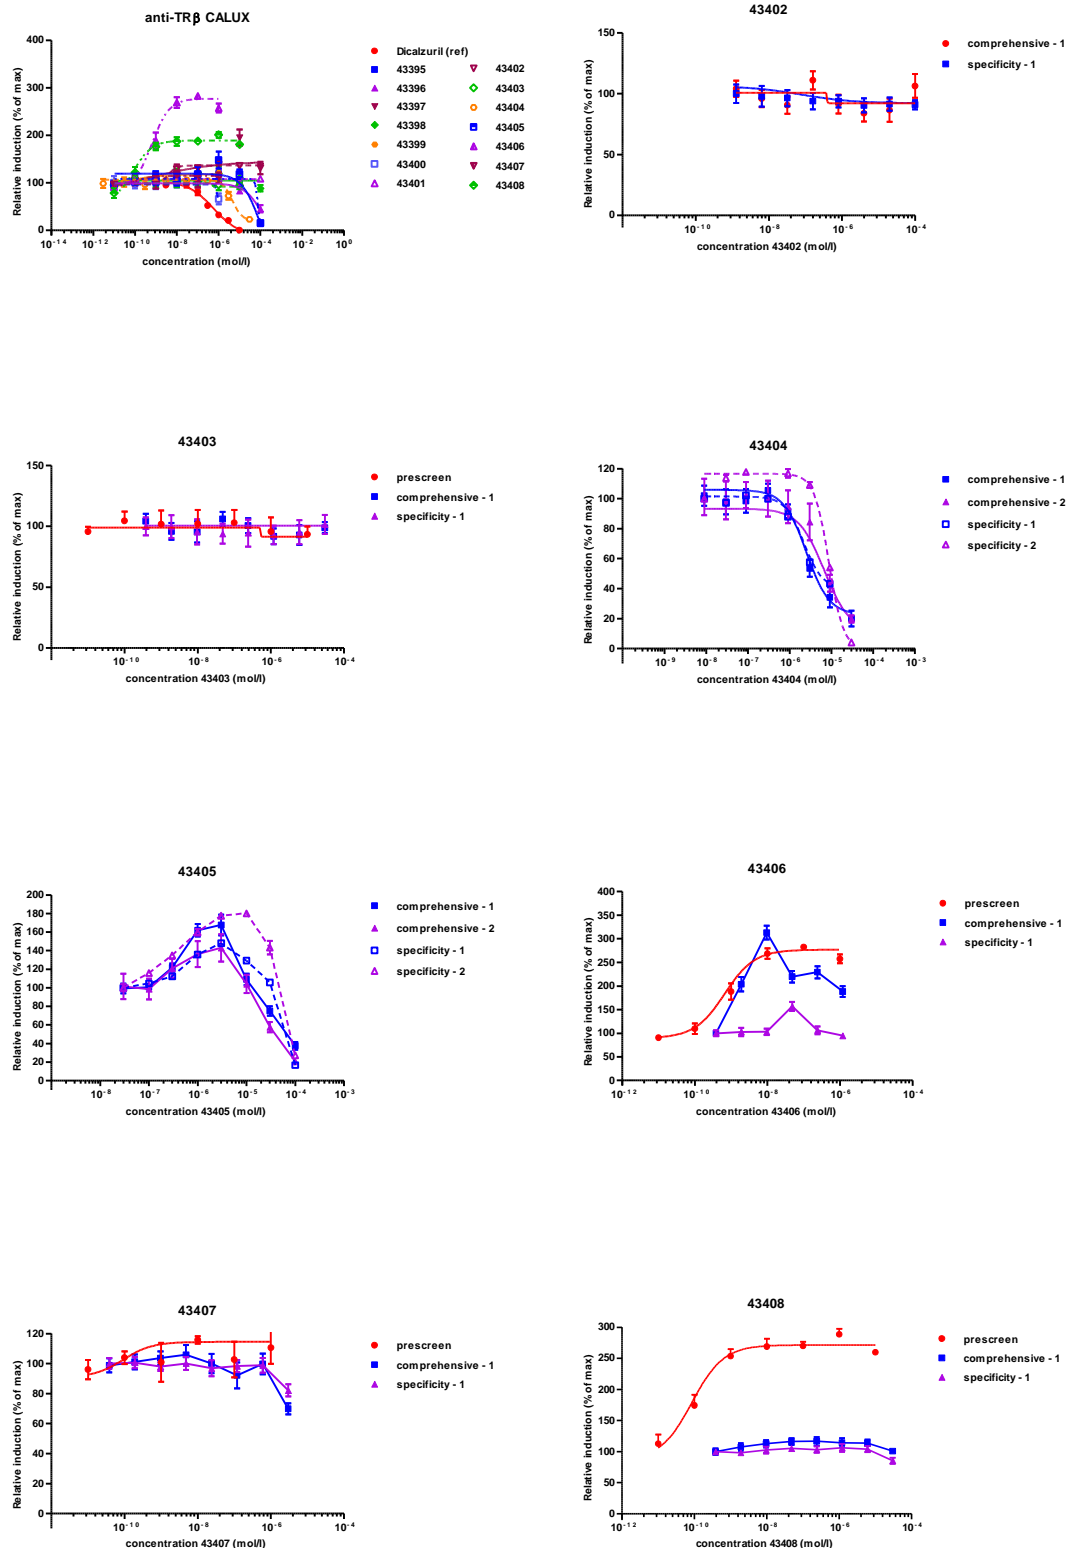 anti-TRβ CALUX
Relative induction (% of max)
400
300
200
100
0
10-14 10-12 10-10 10-8 10-6 10-4 10-2 100
concentration (mol/l)
Dicalzuril (ref)
43395
43396
43397
43398
43399
43400
43401
43402
43403
43404
43405
43406
43407
43408
43402
Relative induction (% of max)
150
100
50
0
10-10 10-8 10-6 10-4
concentration 43402 (mol/l)
comprehensive - 1
specificity - 1
43403
Relative induction (% of max)
150
100
50
0
10-10 10-8 10-6 10-4
concentration 43403 (mol/l)
prescreen
comprehensive - 1
specificity - 1
43404
Relative induction (% of max)
120
100
80
60
40
20
0
10-9 10-8 10-7 10-6 10-5 10-4 10-3
concentration 43404 (mol/l)
comprehensive - 1
comprehensive - 2
specificity - 1
specificity - 2
43405
Relative induction (% of max)
200
180
160
140
120
100
80
60
40
20
0
10-8 10-7 10-6 10-5 10-4 10-3
concentration 43405 (mol/l)
comprehensive - 1
comprehensive - 2
specificity - 1
specificity - 2
43406
Relative induction (% of max)
400
350
300
250
200
150
100
50
0
10-12 10-10 10-8 10-6 10-4
concentration 43406 (mol/l)
prescreen
comprehensive - 1
specificity - 1
43407
Relative induction (% of max)
120
100
80
60
40
20
0
10-10 10-8 10-6 10-4
concentration 43407 (mol/l)
prescreen
comprehensive - 1
specificity - 1
43408
Relative induction (% of max)
300
250
200
150
100
50
0
10-12 10-10 10-8 10-6 10-4
concentration 43408 (mol/l)
prescreen
comprehensive - 1
specificity - 1